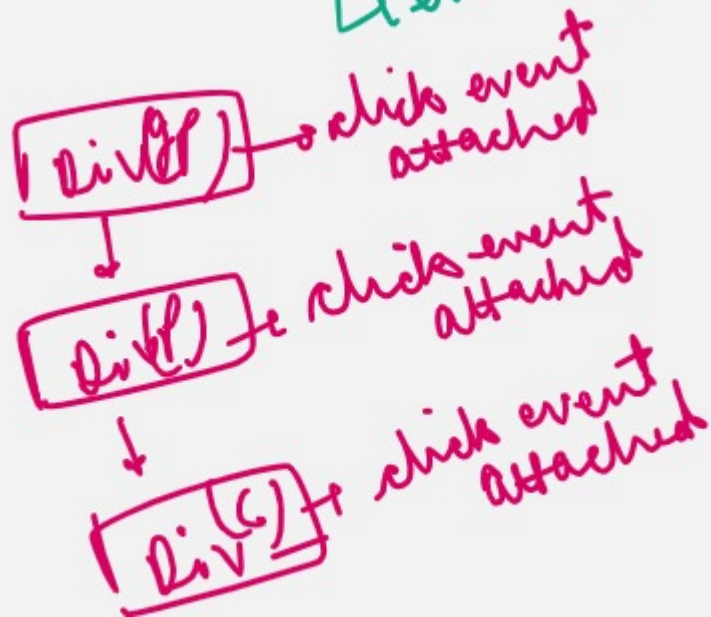 Div(gp)
click event
attached
Div(P)
click event
attached
Div(C)
click event
attached